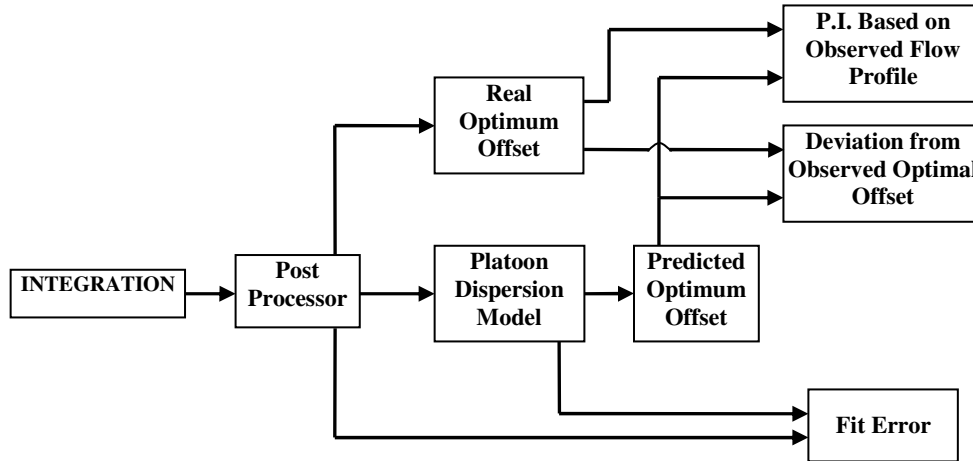 P.I. Based on
Observed Flow
Profile
Real
Optimum
Offset
Deviation from
Observed Optimal
Offset
INTEGRATION
Post
Processor
Platoon
Dispersion
Model
Predicted
Optimum
Offset
Fit Error